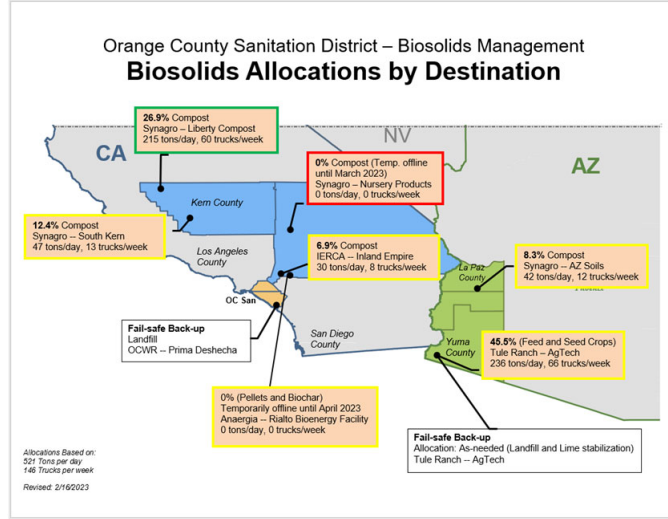 Orange County Sanitation District – Biosolids Management
Biosolids Allocations by Destination
26.9% Compost
Synagro – Liberty Compost
215 tons/day, 60 trucks/week
CA
NV
AZ
0% Compost (Temp. offline
until March 2023)
Synagro – Nursery Products
0 tons/day, 0 trucks/week
Kern County
12.4% Compost
Synagro – South Kern
47 tons/day, 13 trucks/week
Los Angeles
County
6.9% Compost
IERCA -- Inland Empire
30 tons/day, 8 trucks/week
La Paz
County
8.3% Compost
Synagro -- AZ Soils
42 tons/day, 12 trucks/week
OC San
Fail-safe Back-up
Landfill
OCWR -- Prima Deshecha
San Diego
County
Yuma
County
45.5% (Feed and Seed Crops)
Tule Ranch -- AgTech
236 tons/day, 66 trucks/week
0% (Pellets and Biochar)
Temporarily offline until April 2023
Anaergia -- Rialto Bioenergy Facility
0 tons/day, 0 trucks/week
Fail-safe Back-up
Allocation: As-needed (Landfill and Lime stabilization)
Tule Ranch -- AgTech
Allocations Based on:
521 Tons per day
146 Trucks per week
Revised: 2/16/2023